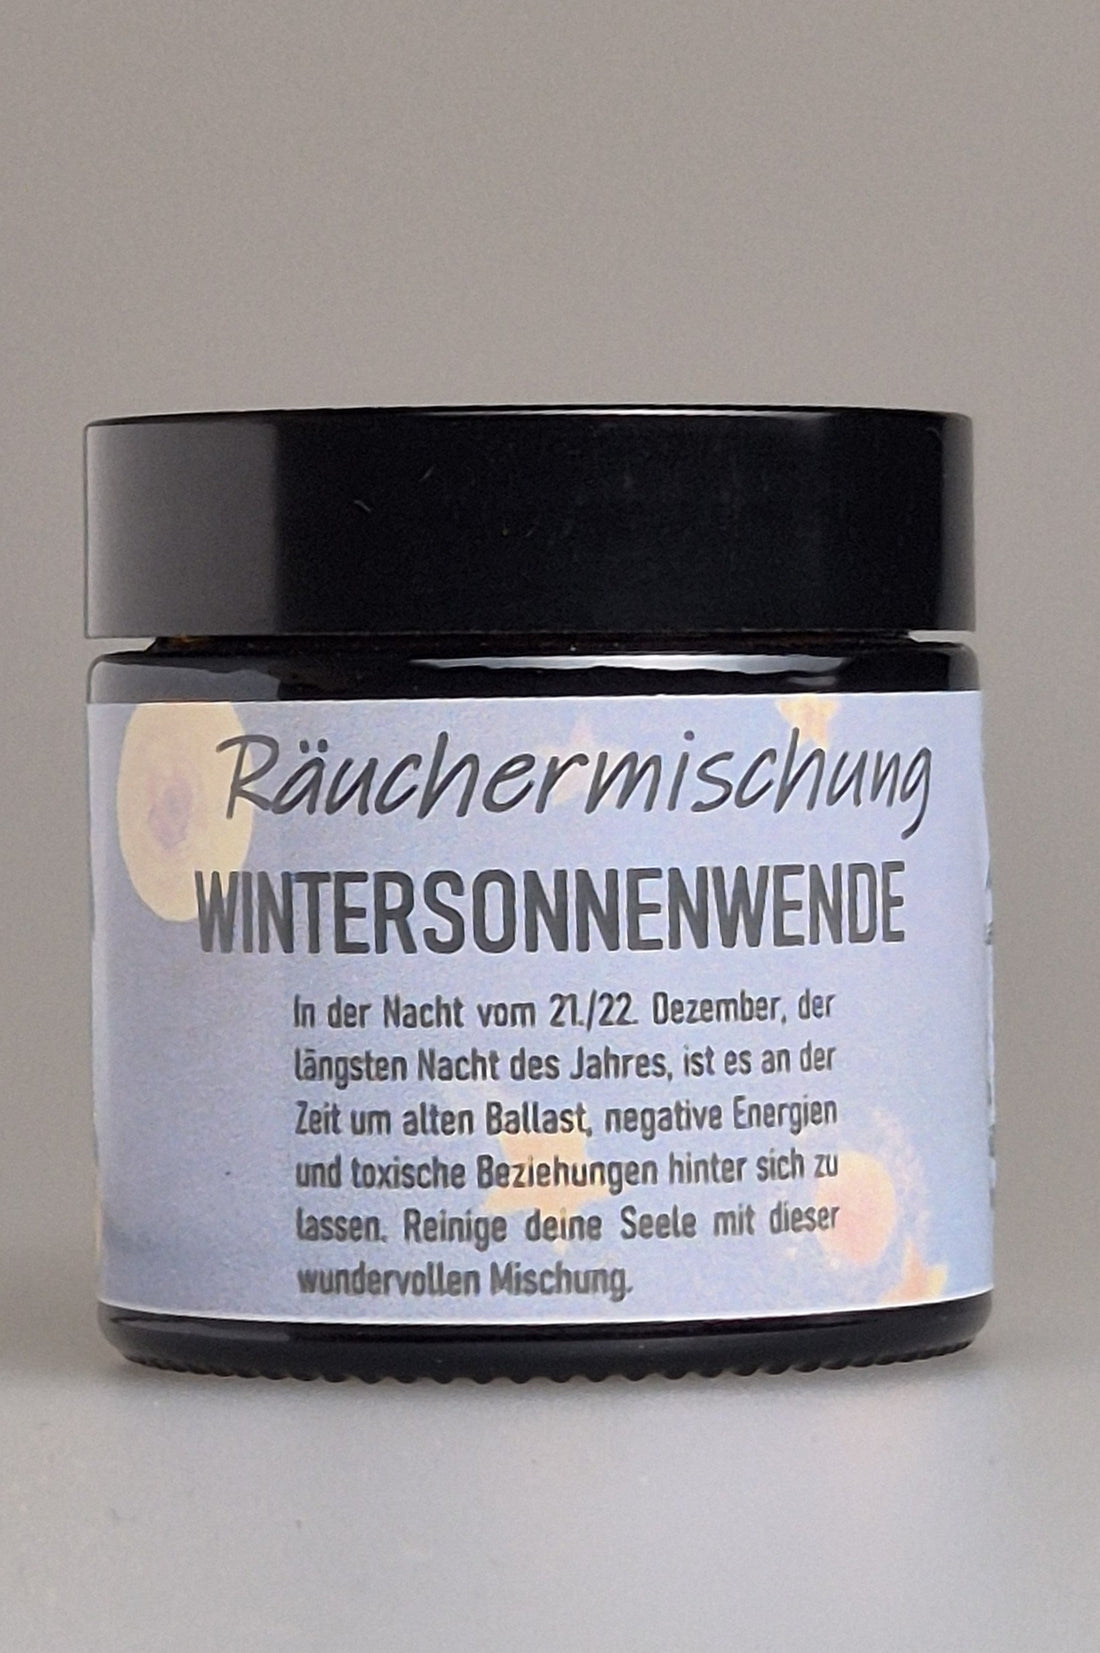 Räuchermischung
WINTERSONNENWENDE
In der Nacht vom 21./22. Dezember, der
längsten Nacht des Jahres, ist es an der
Zeit um alten Ballast, negative Energien
und toxische Beziehungen hinter sich zu
lassen. Reinige deine Seele mit dieser
wundervollen Mischung.